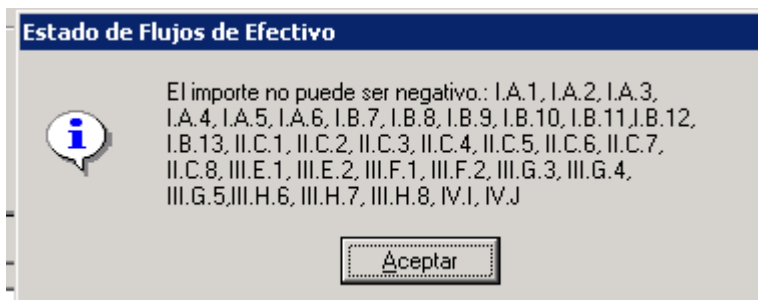 Estado de Flujos de Efectivo
El importe no puede ser negativo.: I.A.1, I.A.2, I.A.3,
I.A.4, I.A.5, I.A.6, I.B.7, I.B.8, I.B.9, I.B.10, I.B.11,I.B.12,
I.B.13, II.C.1, II.C.2, II.C.3, II.C.4, II.C.5, II.C.6, II.C.7,
II.C.8, III.E.1, III.E.2, III.F.1, III.F.2, III.G.3, III.G.4,
III.G.5,III.H.6, III.H.7, III.H.8, IV.I, IV.J
Aceptar